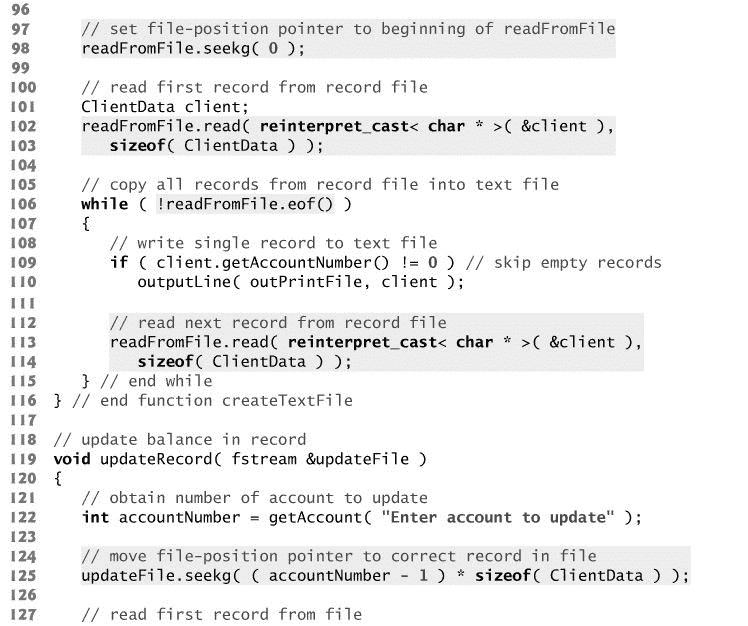 96
97 // set file-position pointer to beginning of readFromFile
98 readFromFile.seekg( 0 );
99
100 // read first record from record file
101 ClientData client;
102 readFromFile.read( reinterpret_cast< char * >( &client ),
103 sizeof( ClientData ) );
104
105 // copy all records from record file into text file
106 while ( !readFromFile.eof() )
107 {
108 // write single record to text file
109 if ( client.getAccountNumber() != 0 ) // skip empty records
110 outputLine( outPrintFile, client );
111
112 // read next record from record file
113 readFromFile.read( reinterpret_cast< char * >( &client ),
114 sizeof( ClientData ) );
115 } // end while
116 } // end function createTextFile
117
118 // update balance in record
119 void updateRecord( fstream &updateFile )
120 {
121 // obtain number of account to update
122 int accountNumber = getAccount( "Enter account to update" );
123
124 // move file-position pointer to correct record in file
125 updateFile.seekg( ( accountNumber - 1 ) * sizeof( ClientData ) );
126
127 // read first record from file